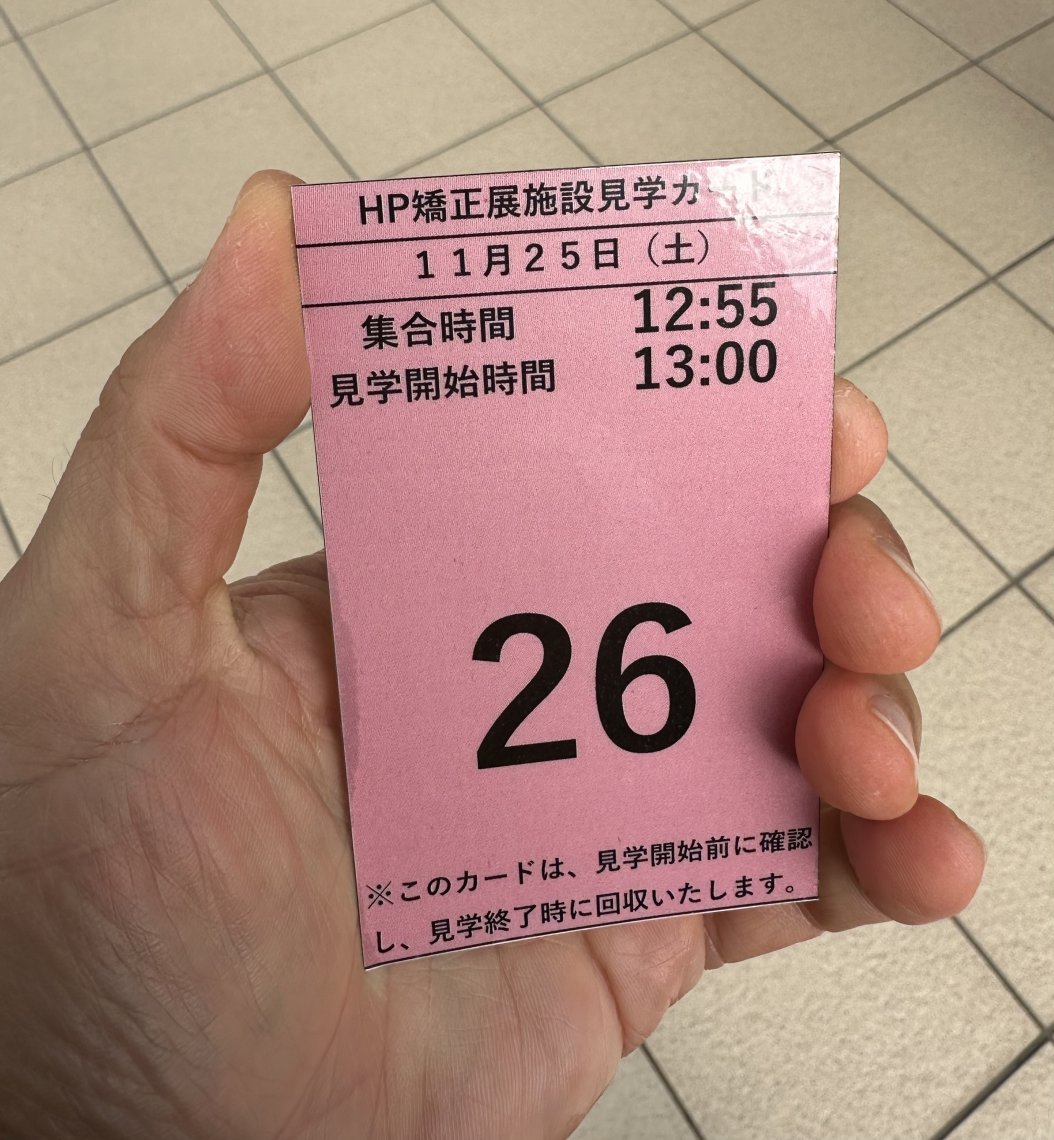 HP矯正展施設見学カード
１１月２５日（土）
集合時間 12:55
見学開始時間 13:00
26
※このカードは、見学開始前に確認
し、見学終了時に回収いたします。